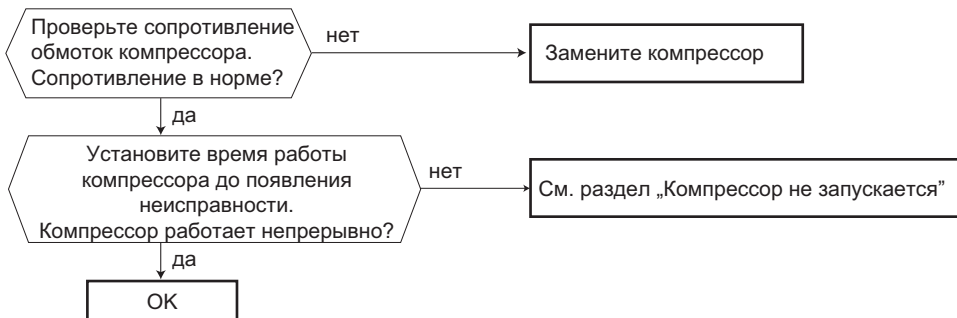 Проверьте сопротивление
обмоток компрессора.
Сопротивление в норме?
нет
Замените компрессор
да
Установите время работы
компрессора до появления
неисправности.
Компрессор работает непрерывно?
нет
См. раздел „Компрессор не запускается”
да
OK